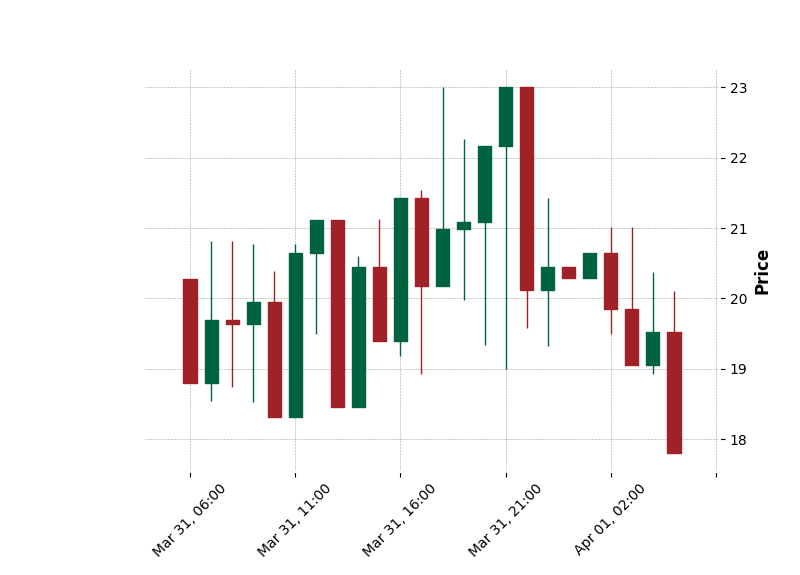 23
22
21
20
19
18
Price
Mar 31, 06:00
Mar 31, 11:00
Mar 31, 16:00
Mar 31, 21:00
Apr 01, 02:00